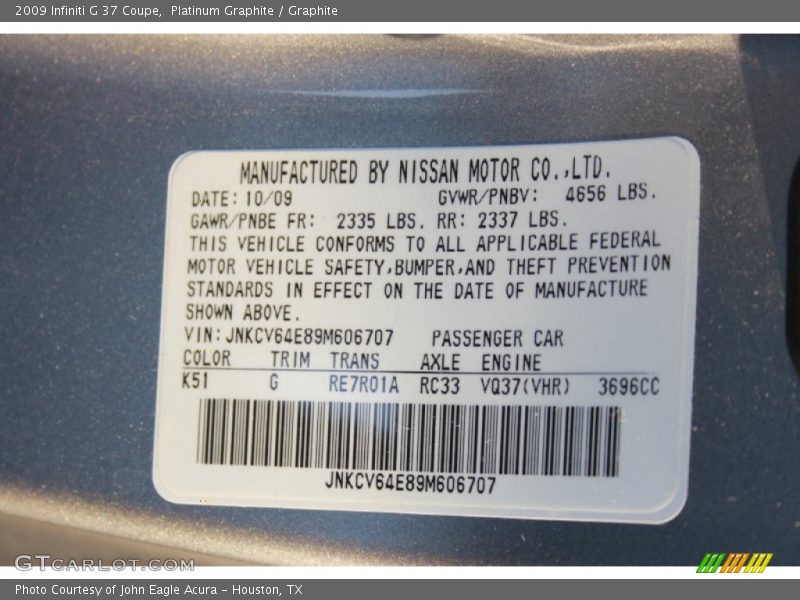 2009 Infiniti G 37 Coupe,  Platinum Graphite / Graphite
MANUFACTURED BY NISSAN MOTOR CO.,LTD.
DATE: 10/09 GVWR/PNBV: 4656 LBS.
GAWR/PNBE FR: 2335 LBS. RR: 2337 LBS.
THIS VEHICLE CONFORMS TO ALL APPLICABLE FEDERAL
MOTOR VEHICLE SAFETY,BUMPER,AND THEFT PREVENTION
STANDARDS IN EFFECT ON THE DATE OF MANUFACTURE
SHOWN ABOVE.
VIN: JNKCV64E89M606707 PASSENGER CAR
COLOR TRIM TRANS AXLE ENGINE
K51 G RE7R01A RC33 VQ37(VHR) 3696CC
JNKCV64E89M606707
GTCARLOT.COM
Photo Courtesy of John Eagle Acura - Houston, TX